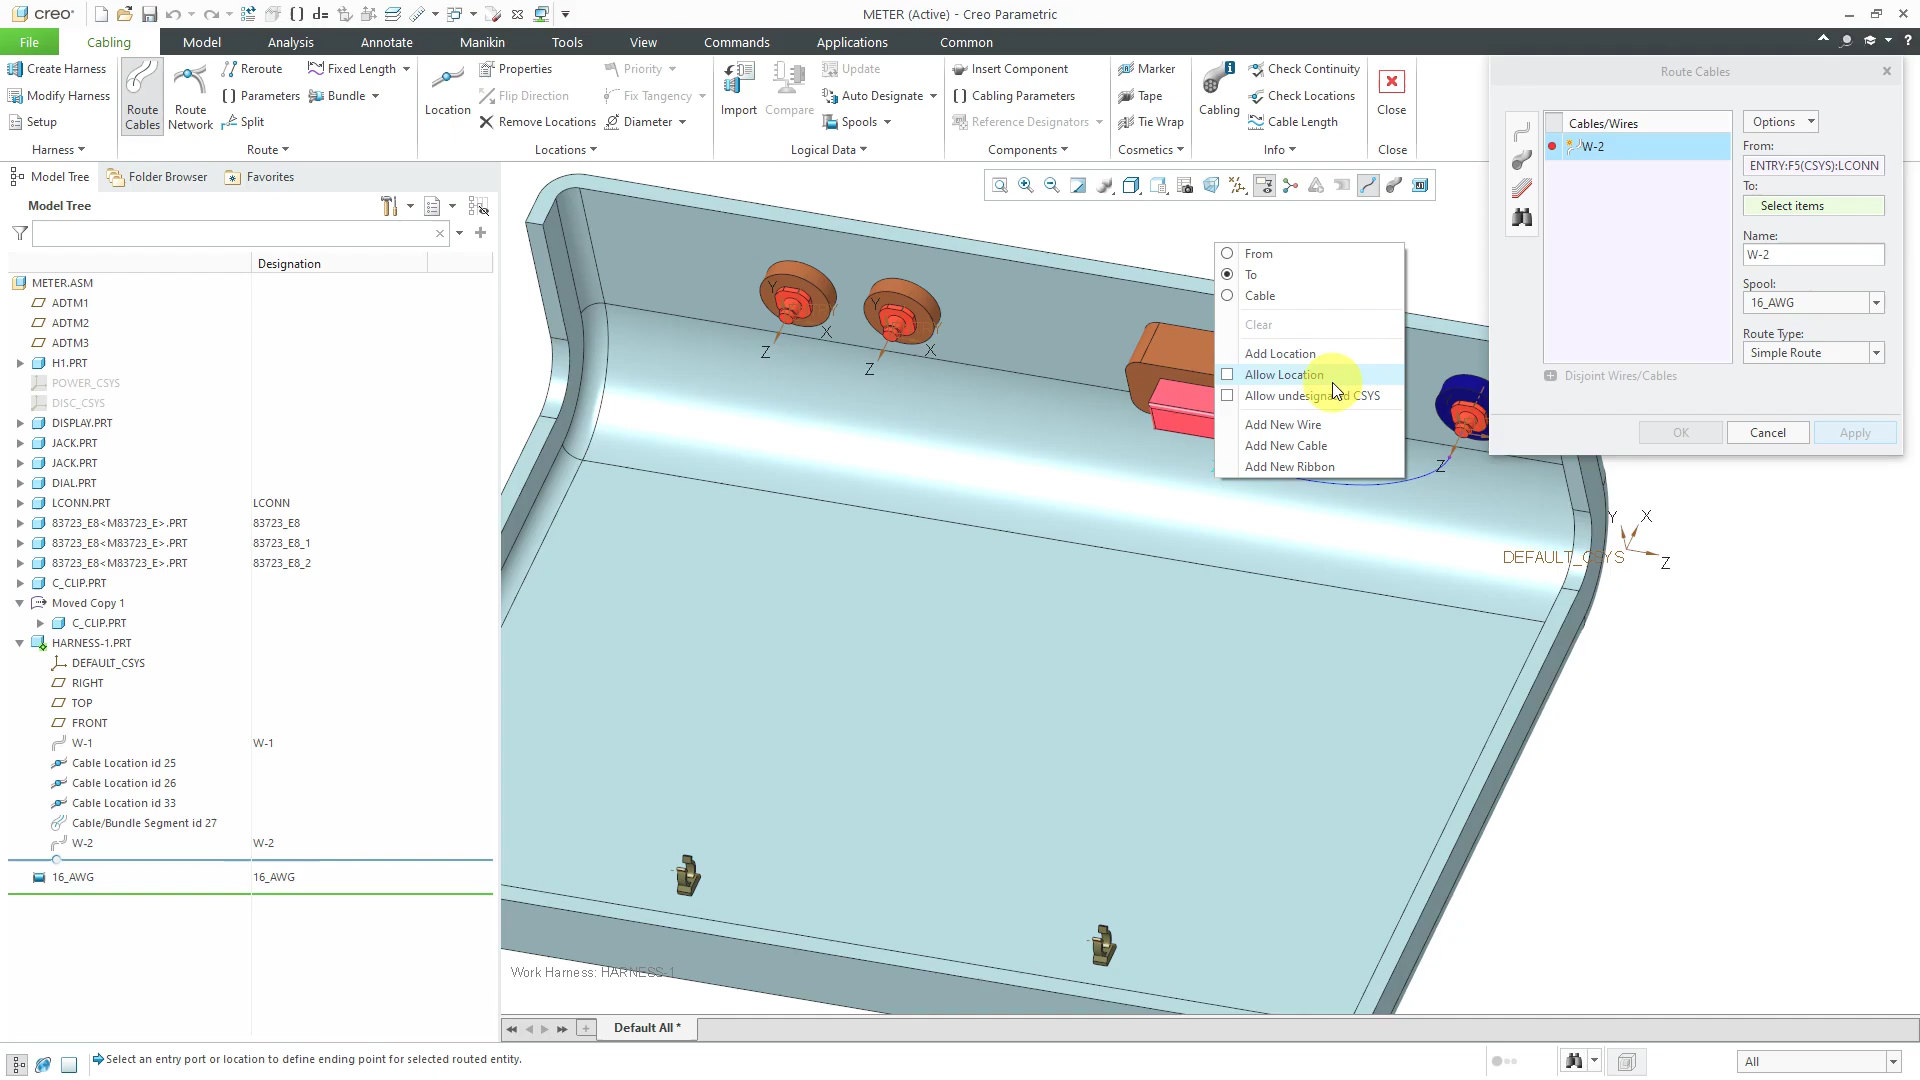 creo
METER (Active) - Creo Parametric
File
Cabling
Model
Analysis
Annotate
Manikin
Tools
View
Commands
Applications
Common
Create Harness
Modify Harness
Setup
Harness
Route Cables
Route Network
Reroute
Parameters
Split
Fixed Length
Bundle
Route
Location
Properties
Flip Direction
Remove Locations
Priority
Fix Tangency
Diameter
Locations
Import
Compare
Update
Auto Designate
Spools
Logical Data
Insert Component
Cabling Parameters
Reference Designators
Components
Marker
Tape
Tie Wrap
Cosmetics
Cabling
Check Continuity
Check Locations
Cable Length
Info
Close
Close
Route Cables
Cables/Wires
W-2
Options
From:
ENTRY:F5(CSYS):LCONN
To:
Select items
Name:
W-2
Spool:
16_AWG
Route Type:
Simple Route
Disjoint Wires/Cables
OK
Cancel
Apply
Model Tree
Folder Browser
Favorites
Model Tree
Designation
METER.ASM
ADTM1
ADTM2
ADTM3
H1.PRT
POWER_CSYS
DISC_CSYS
DISPLAY.PRT
JACK.PRT
JACK.PRT
DIAL.PRT
LCONN.PRT LCONN
83723_E8<M83723_E>.PRT 83723_E8
83723_E8<M83723_E>.PRT 83723_E8_1
83723_E8<M83723_E>.PRT 83723_E8_2
C_CLIP.PRT
Moved Copy 1
C_CLIP.PRT
HARNESS-1.PRT
DEFAULT_CSYS
RIGHT
TOP
FRONT
W-1 W-1
Cable Location id 25
Cable Location id 26
Cable Location id 33
Cable/Bundle Segment id 27
W-2 W-2
16_AWG 16_AWG
From
To
Cable
Clear
Add Location
Allow Location
Allow undesignated CSYS
Add New Wire
Add New Cable
Add New Ribbon
Y
X
Z
Y
X
Z
Z
Y X
DEFAULT_CSYS
Z
Work Harness: HARNESS-1
Default All *
Select an entry port or location to define ending point for selected routed entity.
All